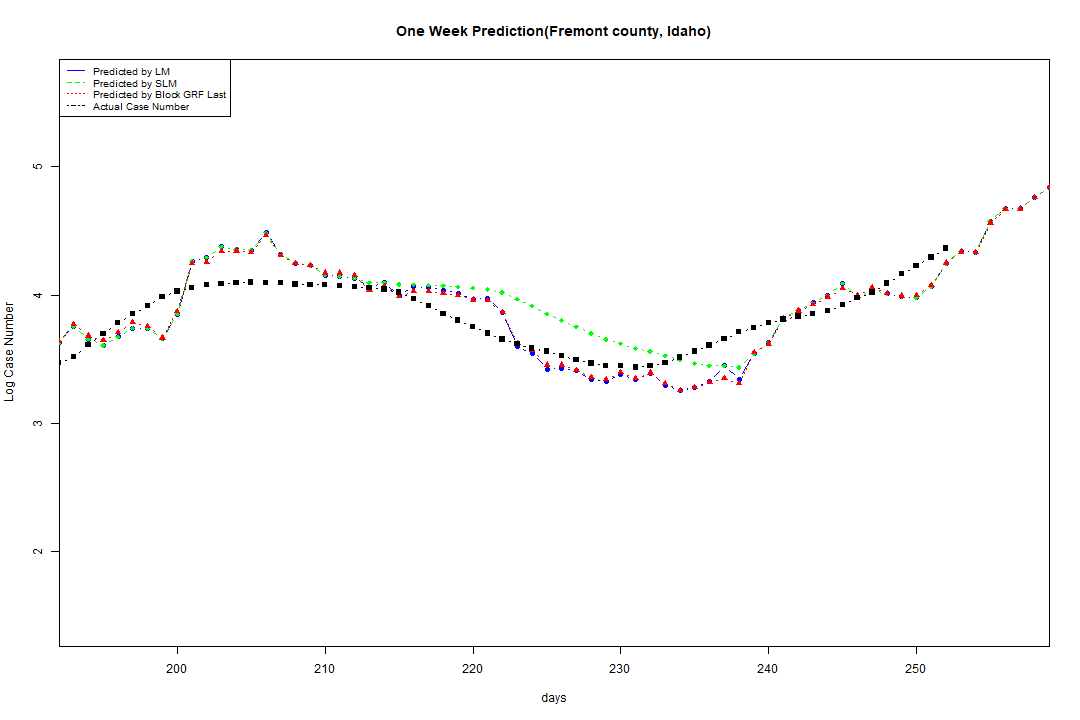 One Week Prediction(Fremont county, Idaho)
Predicted by LM
Predicted by SLM
Predicted by Block GRF Last
Actual Case Number
Log Case Number
5
4
3
2
200 210 220 230 240 250
days